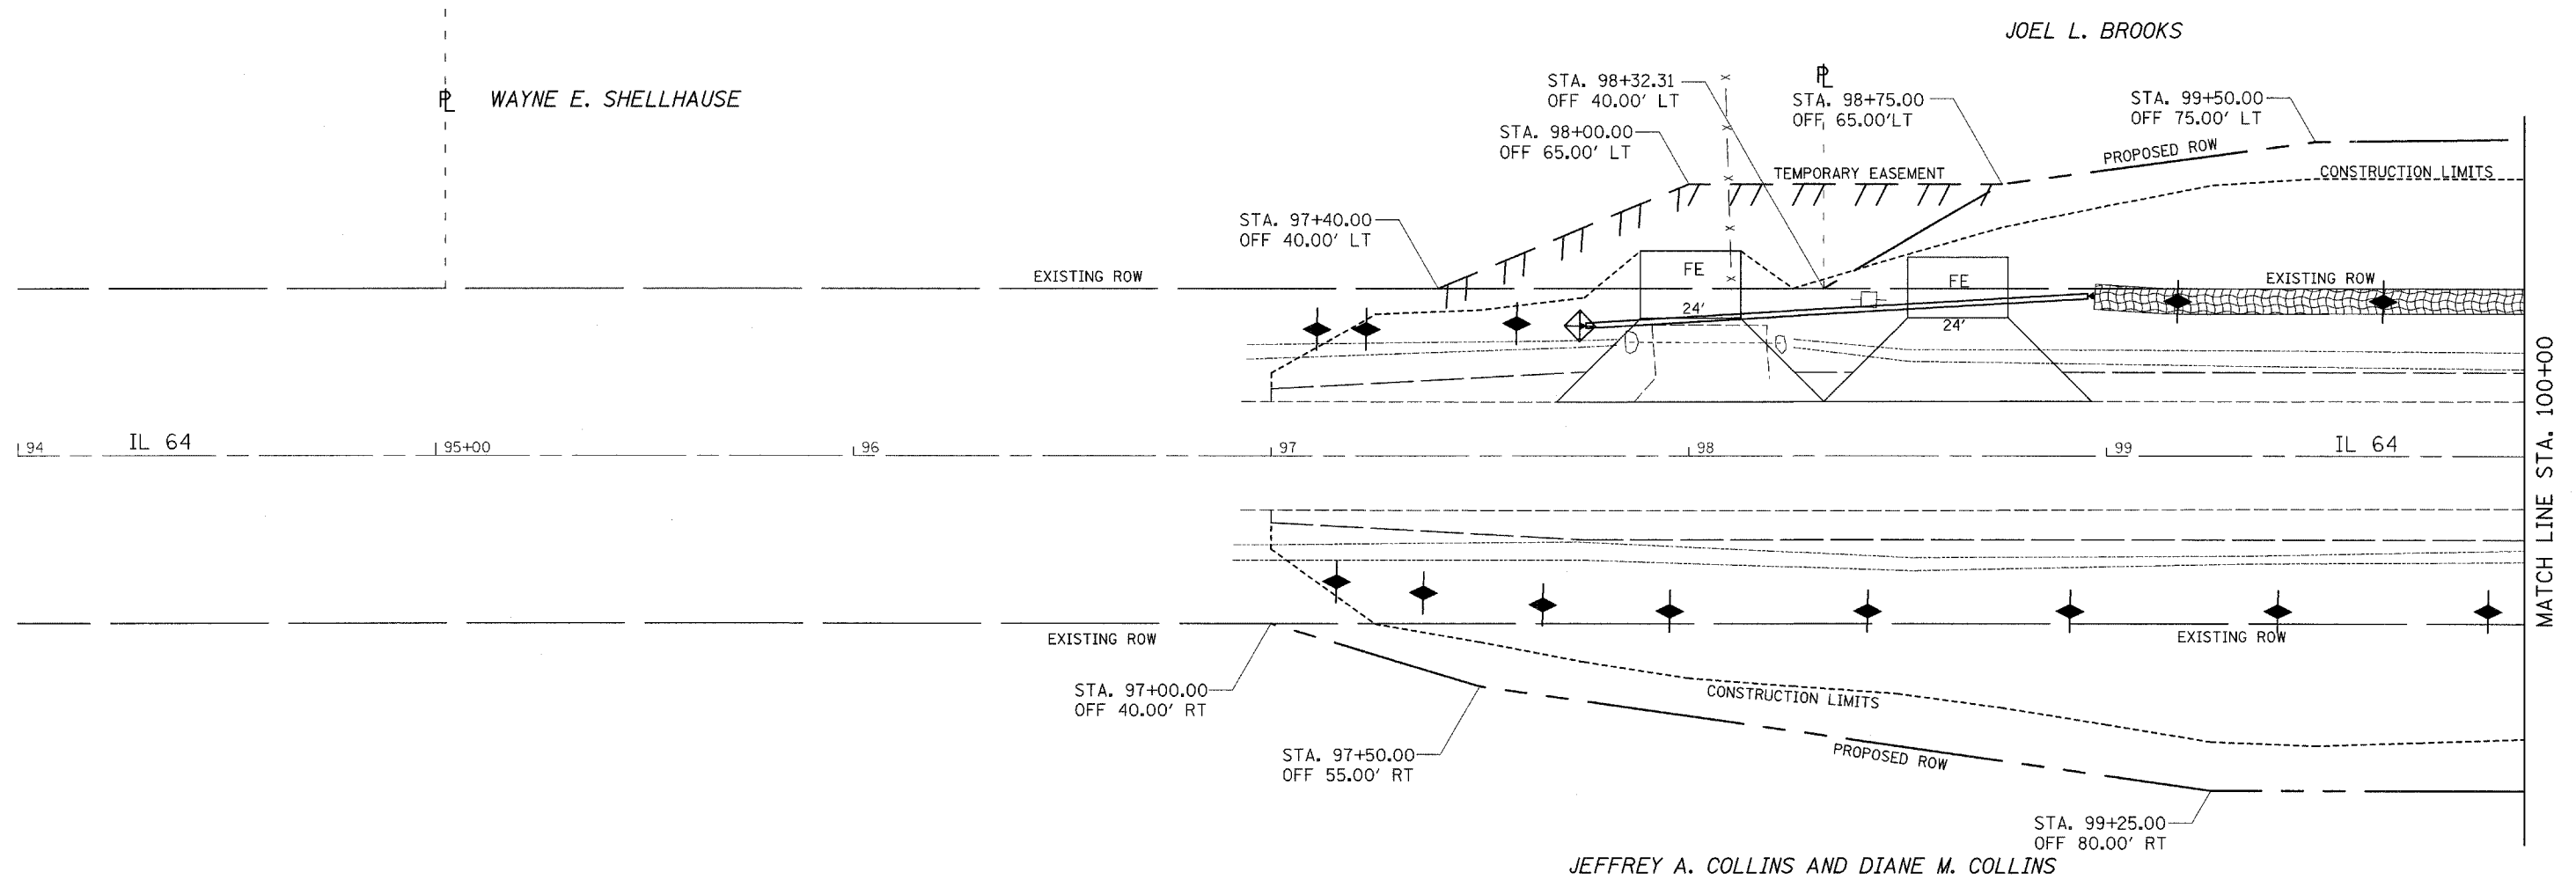 JOEL L. BROOKS
PL WAYNE E. SHELLHAUSE
PL
STA. 98+32.31
OFF 40.00' LT
STA. 98+75.00
OFF 65.00'LT
STA. 99+50.00
OFF 75.00' LT
STA. 98+00.00
OFF 65.00' LT
PROPOSED ROW
TEMPORARY EASEMENT
CONSTRUCTION LIMITS
STA. 97+40.00
OFF 40.00' LT
EXISTING ROW
FE
24'
FE
24'
EXISTING ROW
94
IL 64
95+00
96
97
98
99
IL 64
MATCH LINE STA. 100+00
EXISTING ROW
EXISTING ROW
STA. 97+00.00
OFF 40.00' RT
CONSTRUCTION LIMITS
STA. 97+50.00
OFF 55.00' RT
PROPOSED ROW
STA. 99+25.00
OFF 80.00' RT
JEFFREY A. COLLINS AND DIANE M. COLLINS